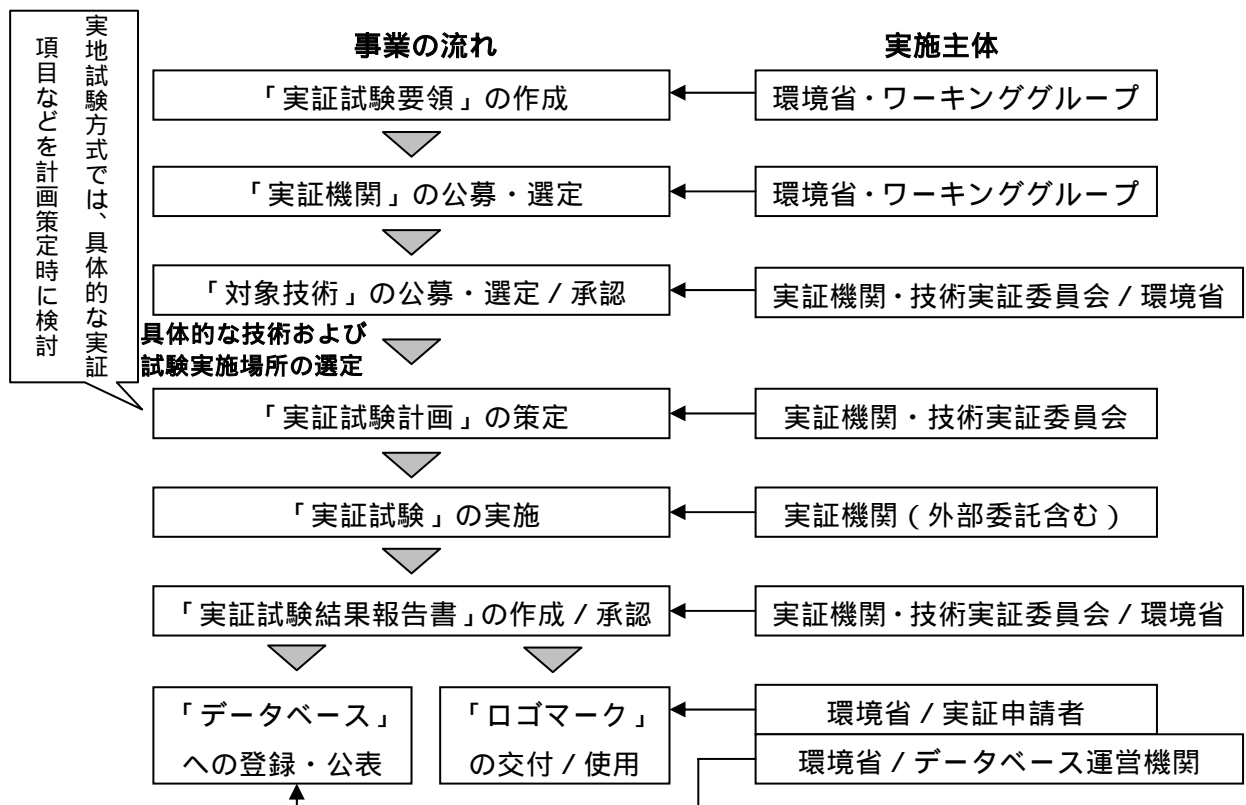 実地試験方式では、具体的な実証
項目などを計画策定時に検討
事業の流れ
実施主体
「実証試験要領」の作成
環境省・ワーキンググループ
「実証機関」の公募・選定
環境省・ワーキンググループ
「対象技術」の公募・選定/承認
実証機関・技術実証委員会/環境省
具体的な技術および
試験実施場所の選定
「実証試験計画」の策定
実証機関・技術実証委員会
「実証試験」の実施
実証機関(外部委託含む)
「実証試験結果報告書」の作成/承認
実証機関・技術実証委員会/環境省
「データベース」
への登録・公表
「ロゴマーク」
の交付/使用
環境省/実証申請者
環境省/データベース運営機関